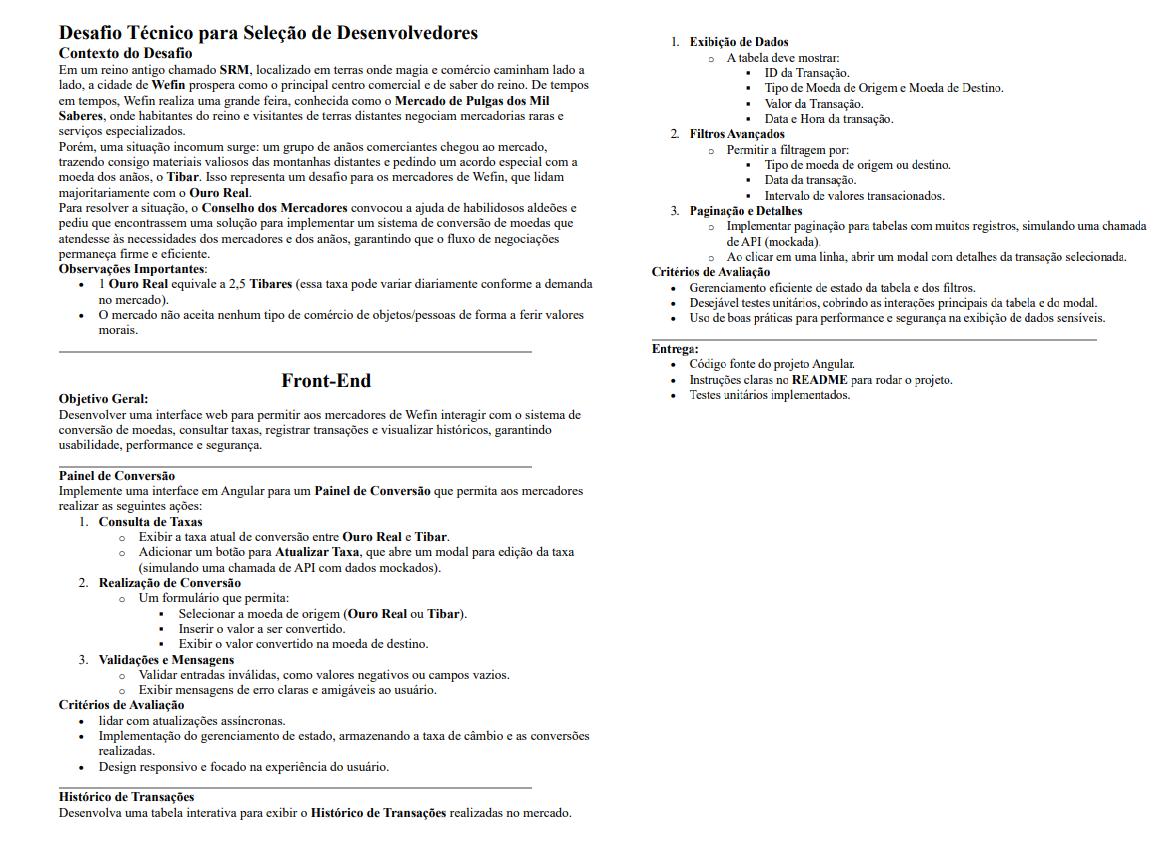 Desafio Técnico para Seleção de Desenvolvedores
Contexto do Desafio
Em um reino antigo chamado SRM, localizado em terras onde magia e comércio caminham lado a
lado, a cidade de Wefin prospera como o principal centro comercial e de saber do reino. De tempos
em tempos, Wefin realiza uma grande feira, conhecida como o Mercado de Pulgas dos Mil
Saberes, onde habitantes do reino e visitantes de terras distantes negociam mercadorias raras e
serviços especializados.
Porém, uma situação incomum surge: um grupo de anãos comerciantes chegou ao mercado,
trazendo consigo materiais valiosos das montanhas distantes e pedindo um acordo especial com a
moeda dos anãos, o Tibar. Isso representa um desafio para os mercadores de Wefin, que lidam
majoritariamente com o Ouro Real.
Para resolver a situação, o Conselho dos Mercadores convocou a ajuda de habilidosos aldeões e
pediu que encontrassem uma solução para implementar um sistema de conversão de moedas que
atendesse às necessidades dos mercadores e dos anãos, garantindo que o fluxo de negociações
permaneça firme e eficiente.
Observações Importantes:
• 1 Ouro Real equivale a 2,5 Tibares (essa taxa pode variar diariamente conforme a demanda
no mercado).
• O mercado não aceita nenhum tipo de comércio de objetos/pessoas de forma a ferir valores
morais.
Front-End
Objetivo Geral:
Desenvolver uma interface web para permitir aos mercadores de Wefin interagir com o sistema de
conversão de moedas, consultar taxas, registrar transações e visualizar históricos, garantindo
usabilidade, performance e segurança.
Painel de Conversão
Implemente uma interface em Angular para um Painel de Conversão que permita aos mercadores
realizar as seguintes ações:
1. Consulta de Taxas
o Exibir a taxa atual de conversão entre Ouro Real e Tibar.
o Adicionar um botão para Atualizar Taxa, que abre um modal para edição da taxa
(simulando uma chamada de API com dados mockados).
2. Realização de Conversão
o Um formulário que permita:
▪ Selecionar a moeda de origem (Ouro Real ou Tibar).
▪ Inserir o valor a ser convertido.
▪ Exibir o valor convertido na moeda de destino.
3. Validações e Mensagens
o Validar entradas inválidas, como valores negativos ou campos vazios.
o Exibir mensagens de erro claras e amigáveis ao usuário.
Critérios de Avaliação
• lidar com atualizações assíncronas.
• Implementação do gerenciamento de estado, armazenando a taxa de câmbio e as conversões
realizadas.
• Design responsivo e focado na experiência do usuário.
Histórico de Transações
Desenvolva uma tabela interativa para exibir o Histórico de Transações realizadas no mercado.
1. Exibição de Dados
o A tabela deve mostrar:
▪ ID da Transação.
▪ Tipo de Moeda de Origem e Moeda de Destino.
▪ Valor da Transação.
▪ Data e Hora da transação.
2. Filtros Avançados
o Permitir a filtragem por:
▪ Tipo de moeda de origem ou destino.
▪ Data da transação.
▪ Intervalo de valores transacionados.
3. Paginação e Detalhes
o Implementar paginação para tabelas com muitos registros, simulando uma chamada
de API (mockada).
o Ao clicar em uma linha, abrir um modal com detalhes da transação selecionada.
Critérios de Avaliação
• Gerenciamento eficiente de estado da tabela e dos filtros.
• Desejável testes unitários, cobrindo as interações principais da tabela e do modal.
• Uso de boas práticas para performance e segurança na exibição de dados sensíveis.
Entrega:
• Código fonte do projeto Angular.
• Instruções claras no README para rodar o projeto.
• Testes unitários implementados.